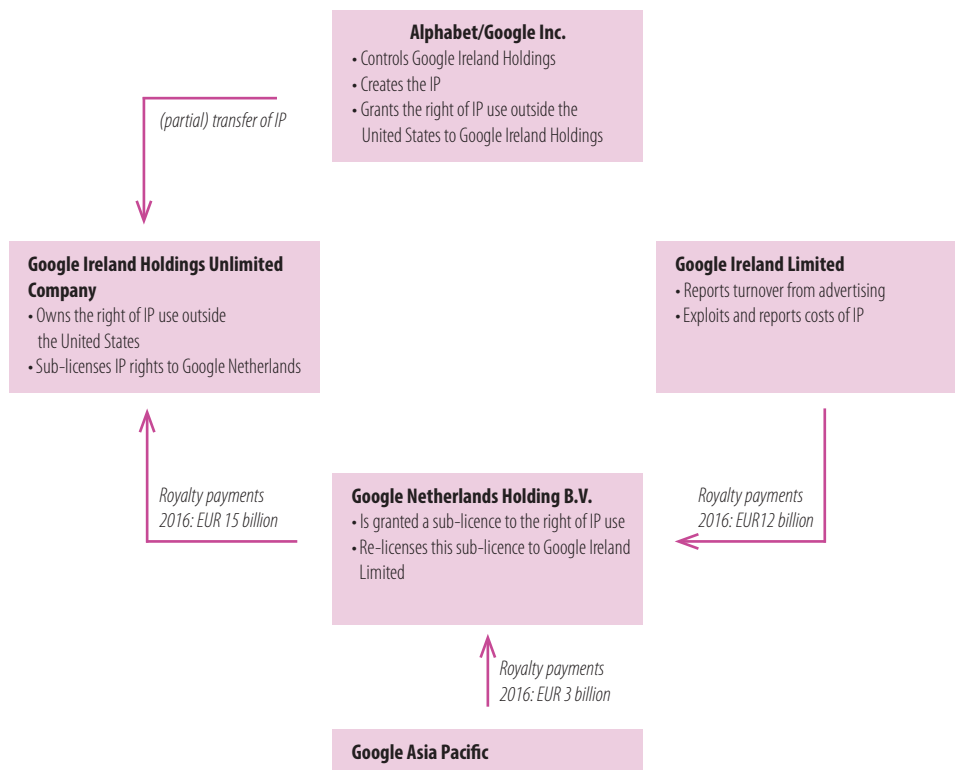 Alphabet/Google Inc.
• Controls Google Ireland Holdings
• Creates the IP
• Grants the right of IP use outside the
United States to Google Ireland Holdings
(partial) transfer of IP
Google Ireland Holdings Unlimited
Company
• Owns the right of IP use outside
the United States
• Sub-licenses IP rights to Google Netherlands
Google Ireland Limited
• Reports turnover from advertising
• Exploits and reports costs of IP
Royalty payments
2016: EUR 15 billion
Google Netherlands Holding B.V.
• Is granted a sub-licence to the right of IP use
• Re-licenses this sub-licence to Google Ireland
Limited
Royalty payments
2016: EUR12 billion
Royalty payments
2016: EUR 3 billion
Google Asia Pacific